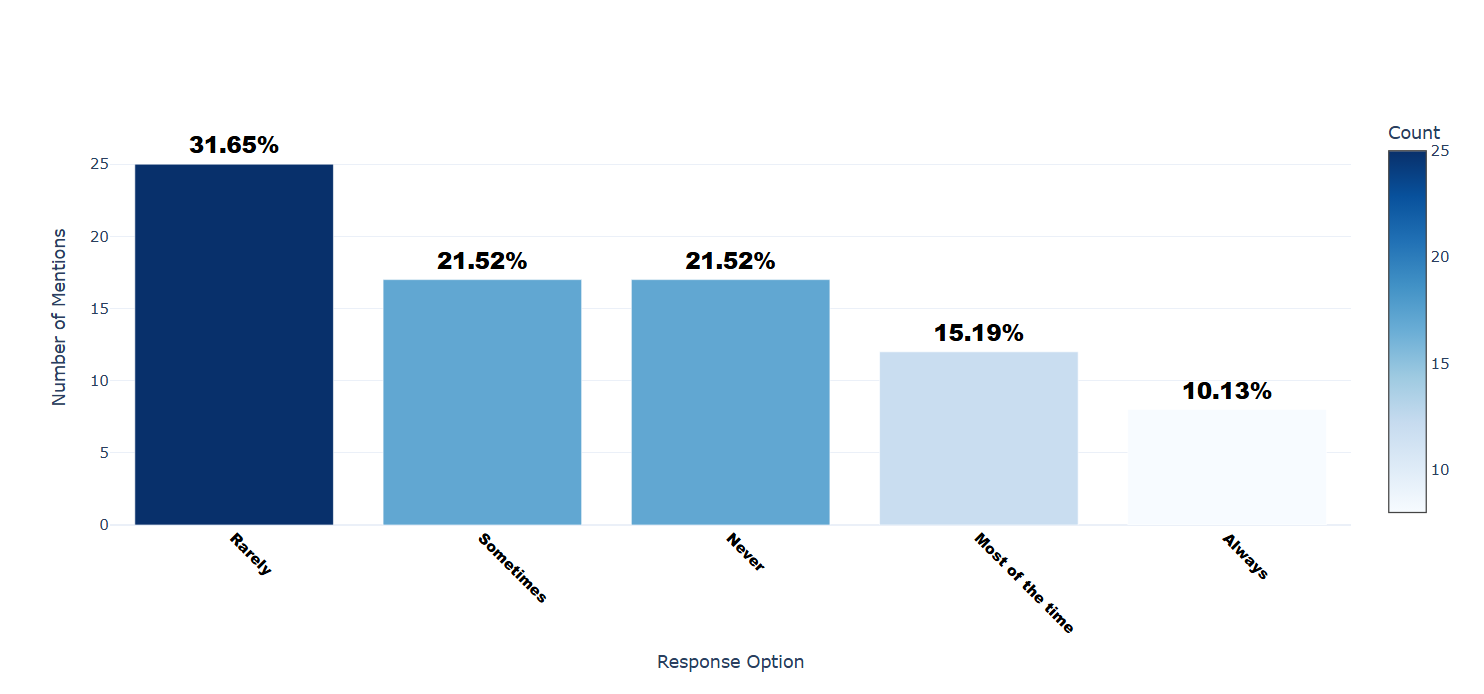 31.65%
21.52%
21.52%
15.19%
10.13%
Number of Mentions
25
20
15
10
5
0
Rarely
Sometimes
Never
Most of the time
Always
Response Option
Count
25
20
15
10